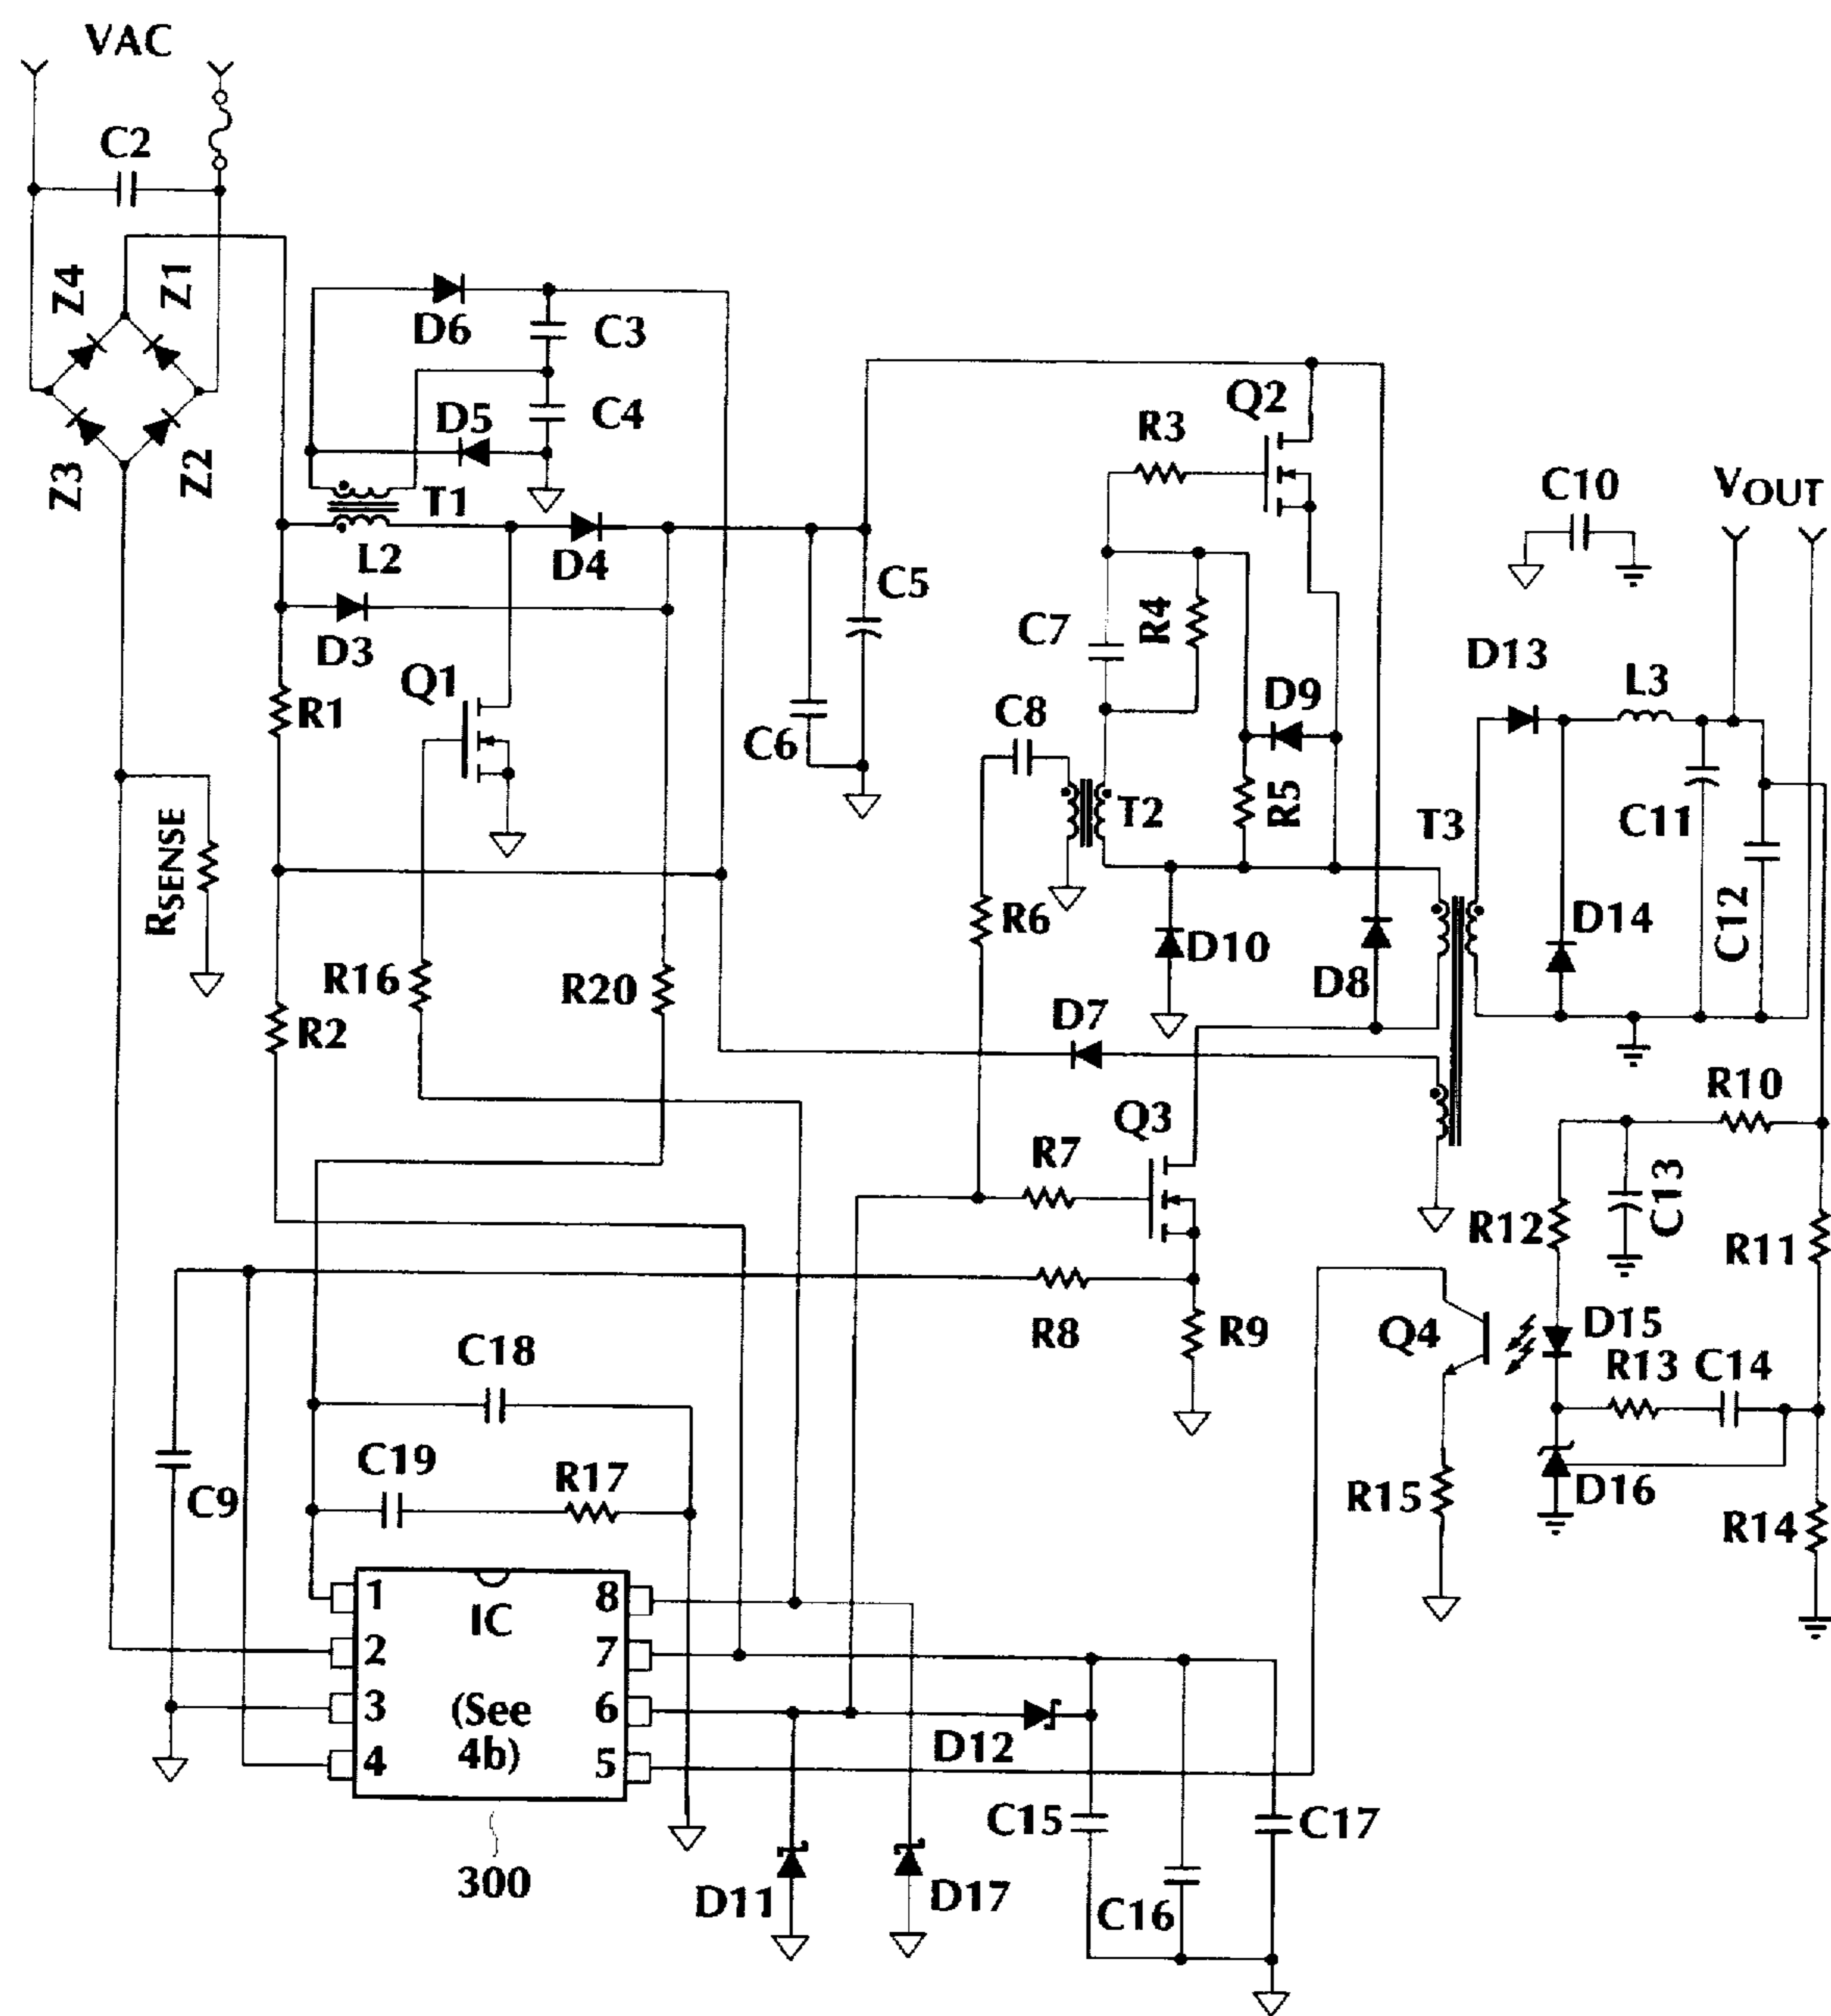 VAC
C2
Z4
Z1
Z3
Z2
D6
C3
D5
C4
T1
L2
D4
D3
R1
Q1
C5
C6
RSENSE
R16
R20
R2
Q2
R3
C7
R4
C8
D9
T2
R5
R6
D10
D8
D7
T3
C10
VOUT
D13
L3
C11
C12
D14
R10
Q3
R7
R8
R9
R12
C13
R11
Q4
D15
R13
C14
R15
D16
R14
C18
C19
R17
C9
1
2
3
4
IC
(See
4b)
8
7
6
5
300
D12
D11
D17
C15
C16
C17